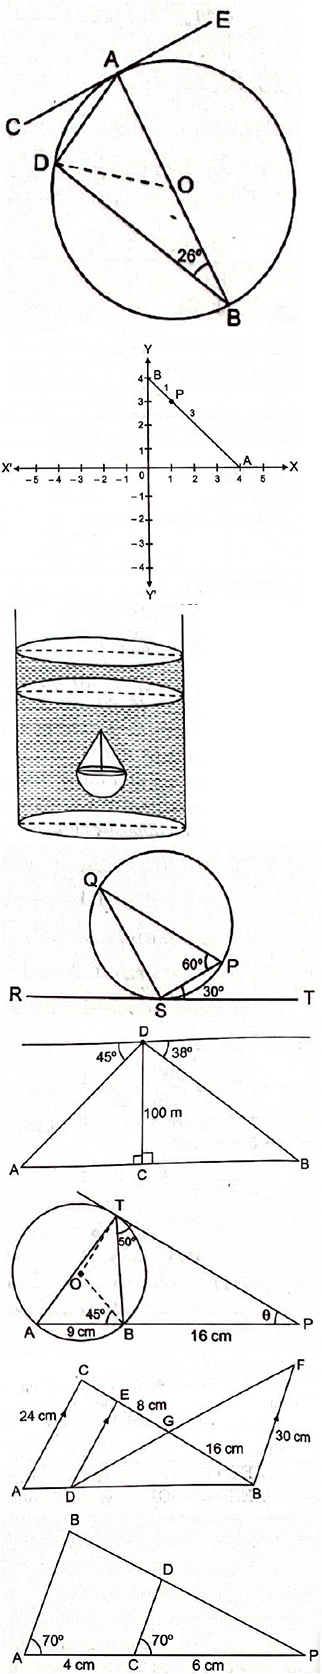 E
A
C
D
O
26°
B
Y
4 B
1 P
3
3
2
1
A
X' -5 -4 -3 -2 -1 0 1 2 3 4 5 X
-1
-2
-3
-4
Y'
Q
60° P
R 30° T
S
D
45° 38°
100 m
A C B
T
50°
O
45° θ
A 9 cm B 16 cm P
F
C
E 8 cm
24 cm G
16 cm 30 cm
A D B
B
D
70° 70°
A 4 cm C 6 cm P